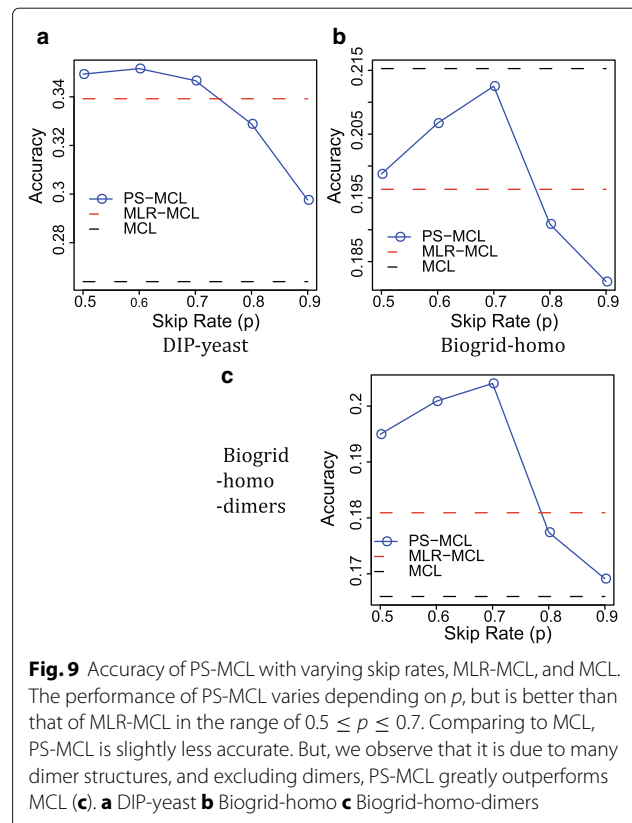 a
0.34
0.32
0.3
0.28
Accuracy
PS−MCL
MLR−MCL
MCL
0.5 0.6 0.7 0.8 0.9
Skip Rate (p)
DIP-yeast
b
0.215
0.205
0.195
0.185
Accuracy
PS−MCL
MLR−MCL
MCL
0.5 0.6 0.7 0.8 0.9
Skip Rate (p)
Biogrid-homo
c
Biogrid
-homo
-dimers
0.2
0.19
0.18
0.17
Accuracy
PS−MCL
MLR−MCL
MCL
0.5 0.6 0.7 0.8 0.9
Skip Rate (p)
Fig. 9 Accuracy of PS-MCL with varying skip rates, MLR-MCL, and MCL.
The performance of PS-MCL varies depending on p, but is better than
that of MLR-MCL in the range of 0.5 ≤ p ≤ 0.7. Comparing to MCL,
PS-MCL is slightly less accurate. But, we observe that it is due to many
dimer structures, and excluding dimers, PS-MCL greatly outperforms
MCL (c). a DIP-yeast b Biogrid-homo c Biogrid-homo-dimers